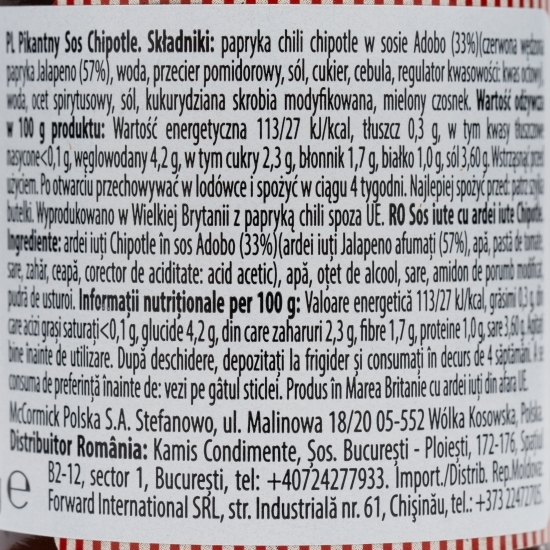 PL Pikantny Sos Chipotle. Składniki: papryka chili chipotle w sosie Adobo (33%)(czerwona wędzona
papryka Jalapeno (57%), woda, przecier pomidorowy, sól, cukier, cebula, regulator kwasowości: kwas octowy),
woda, ocet spirytusowy, sól, kukurydziana skrobia modyfikowana, mielony czosnek. Wartość odżywcza
w 100 g produktu: Wartość energetyczna 113/27 kJ/kcal, tłuszcz 0,3 g, w tym kwasy tłuszczowe
nasycone<0,1 g, węglowodany 4,2 g, w tym cukry 2,3 g, błonnik 1,7 g, białko 1,0 g, sól 3,60 g. Wstrząsnąć przed
użyciem. Po otwarciu przechowywać w lodówce i spożyć w ciągu 4 tygodni. Najlepiej spożyć przed: patrz szyjka
butelki. Wyprodukowano w Wielkiej Brytanii z papryką chili spoza UE. RO Sos iute cu ardei iute Chipotle.
Ingrediente: ardei iuți Chipotle în sos Adobo (33%)(ardei iuți Jalapeno afumați (57%), apă, pastă de tomate,
sare, zahăr, ceapă, corector de aciditate: acid acetic), apă, oțet de alcool, sare, amidon de porumb modificat,
pudră de usturoi. Informații nutriționale per 100 g: Valoare energetică 113/27 kJ/kcal, grăsimi 0,3 g, din
care acizi grași saturati<0,1 g, glucide 4,2 g, din care zaharuri 2,3 g, fibre 1,7 g, proteine 1,0 g, sare 3,60 g. Agitați
bine înainte de utilizare. După deschidere, depozitați la frigider și consumați în decurs de 4 săptămâni. A se
consuma de preferință înainte de: vezi pe gâtul sticlei. Produs în Marea Britanie cu ardei iuti din afara UE.
McCormick Polska S.A. Stefanowo, ul. Malinowa 18/20 05-552 Wólka Kosowska, Polska.
Distribuitor România: Kamis Condimente, Șos. București - Ploiești, 172-176, Spațiul
B2-12, sector 1, București, tel: +40724277933. Import./Distrib. Rep.Moldova:
Forward International SRL, str. Industrială nr. 61, Chișinău, tel.: +373 22472705.
e